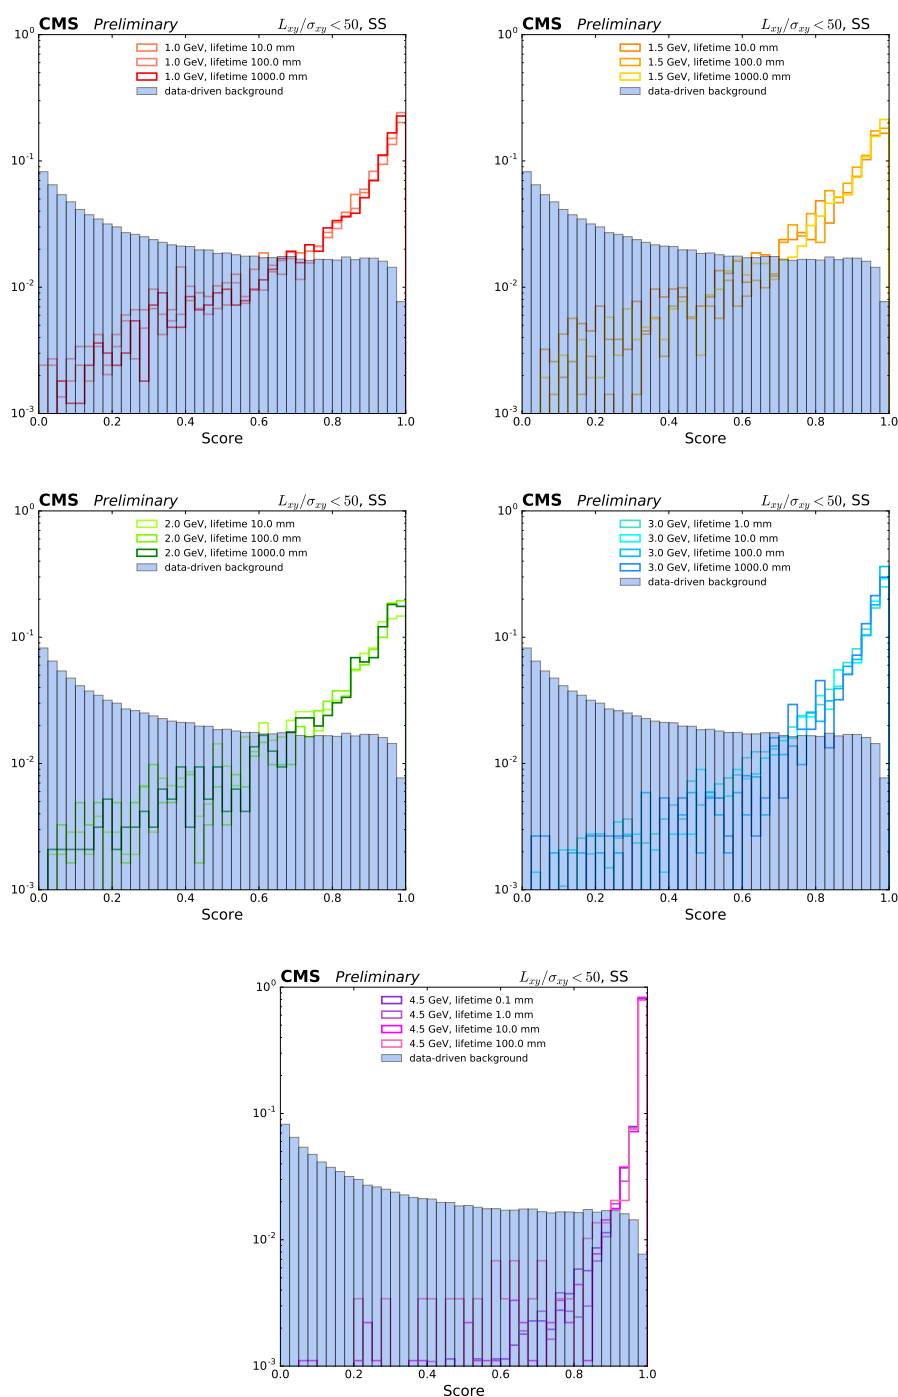 CMS Preliminary L_xy/σ_xy < 50, SS
1.0 GeV, lifetime 10.0 mm
1.0 GeV, lifetime 100.0 mm
1.0 GeV, lifetime 1000.0 mm
data-driven background
10^0
10^-1
10^-2
10^-3
0.0 0.2 0.4 0.6 0.8 1.0
Score
CMS Preliminary L_xy/σ_xy < 50, SS
1.5 GeV, lifetime 10.0 mm
1.5 GeV, lifetime 100.0 mm
1.5 GeV, lifetime 1000.0 mm
data-driven background
10^0
10^-1
10^-2
10^-3
0.0 0.2 0.4 0.6 0.8 1.0
Score
CMS Preliminary L_xy/σ_xy < 50, SS
2.0 GeV, lifetime 10.0 mm
2.0 GeV, lifetime 100.0 mm
2.0 GeV, lifetime 1000.0 mm
data-driven background
10^0
10^-1
10^-2
10^-3
0.0 0.2 0.4 0.6 0.8 1.0
Score
CMS Preliminary L_xy/σ_xy < 50, SS
3.0 GeV, lifetime 1.0 mm
3.0 GeV, lifetime 10.0 mm
3.0 GeV, lifetime 100.0 mm
3.0 GeV, lifetime 1000.0 mm
data-driven background
10^0
10^-1
10^-2
10^-3
0.0 0.2 0.4 0.6 0.8 1.0
Score
CMS Preliminary L_xy/σ_xy < 50, SS
4.5 GeV, lifetime 0.1 mm
4.5 GeV, lifetime 1.0 mm
4.5 GeV, lifetime 10.0 mm
4.5 GeV, lifetime 100.0 mm
data-driven background
10^0
10^-1
10^-2
10^-3
0.0 0.2 0.4 0.6 0.8 1.0
Score